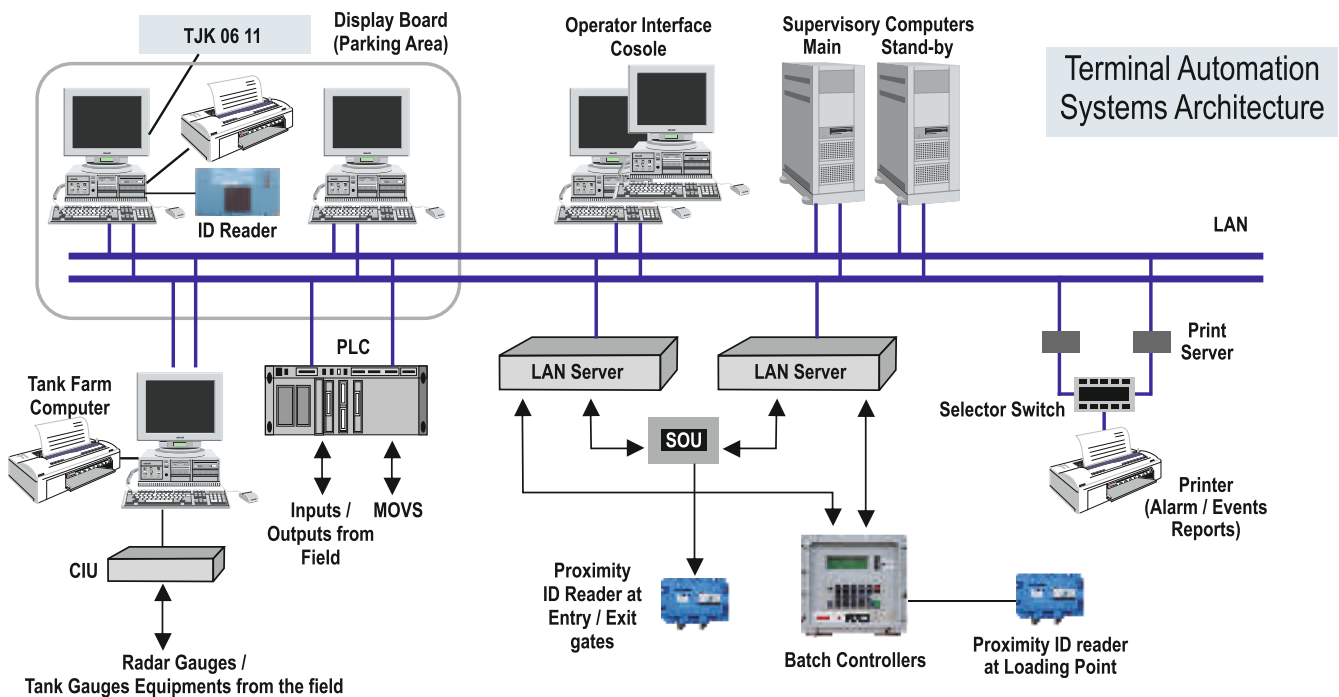 TJK 06 11
Display Board
(Parking Area)
Operator Interface
Cosole
Supervisory Computers
Main
Stand-by
Terminal Automation
Systems Architecture
ID Reader
LAN
PLC
LAN Server
LAN Server
Print
Server
Tank Farm
Computer
Selector Switch
SOU
Inputs /
Outputs from
Field
MOVS
Printer
(Alarm / Events
Reports)
CIU
Proximity
ID Reader at
Entry / Exit
gates
Batch Controllers
Proximity ID reader
at Loading Point
Radar Gauges /
Tank Gauges Equipments from the field